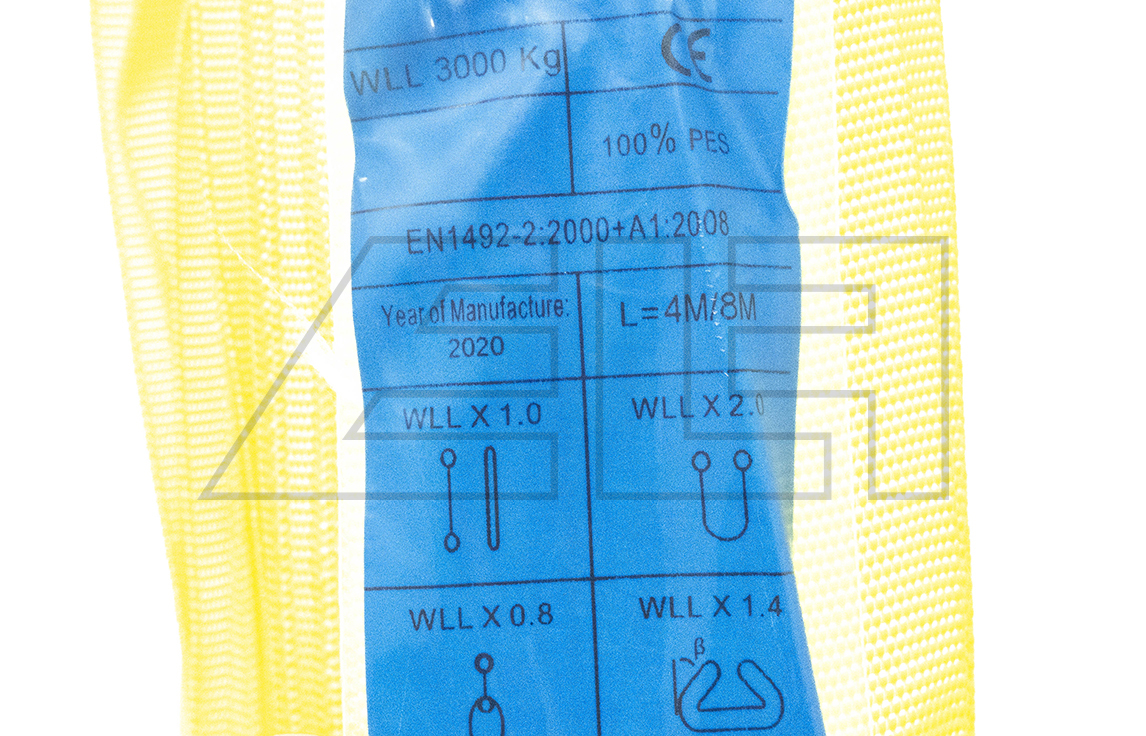 WLL 3000 Kg
CE
100% PES
EN1492-2:2000+A1:2008
Year of Manufacture:
2020
L=4M/8M
WLL X 1.0
WLL X 2.0
WLL X 0.8
WLL X 1.4
β